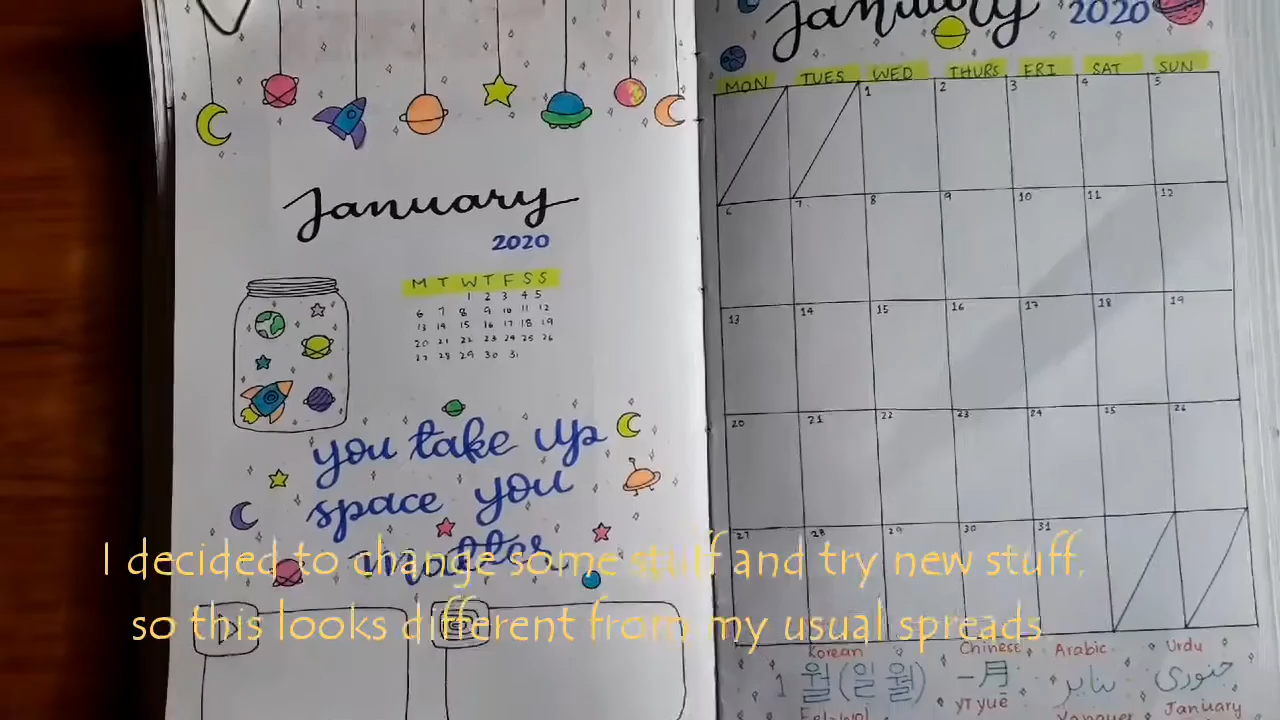 January
2020
M T W T F S S
1 2 3 4 5
6 7 8 9 10 11 12
13 14 15 16 17 18 19
20 21 22 23 24 25 26
27 28 29 30 31
you take up
space you
matter
January 2020
MON TUES WED THURS FRI SAT SUN
1 2 3 4 5
6 7 8 9 10 11 12
13 14 15 16 17 18 19
20 21 22 23 24 25 26
27 28 29 30 31
Korean Chinese Arabic Urdu
1월(일월) 一月 يناير جنوری
yī yuè January
I decided to change some stuff and try new stuff.
so this looks different from my usual spreads